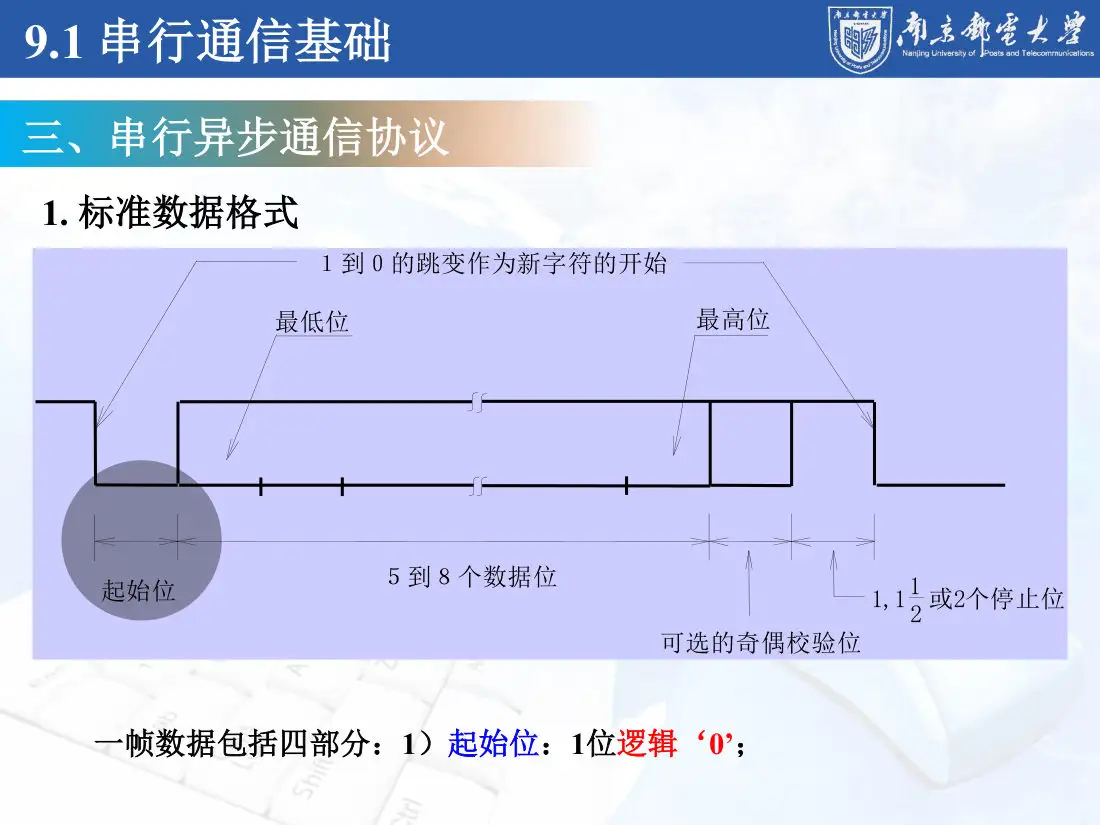 9.1 串行通信基础
南京邮电大学
Nanjing University of Posts and Telecommunications
三、串行异步通信协议
1. 标准数据格式
1 到 0 的跳变作为新字符的开始
最低位
最高位
起始位
5 到 8 个数据位
1,1 1/2 或2个停止位
可选的奇偶校验位
一帧数据包括四部分：1）起始位：1位逻辑‘0’；